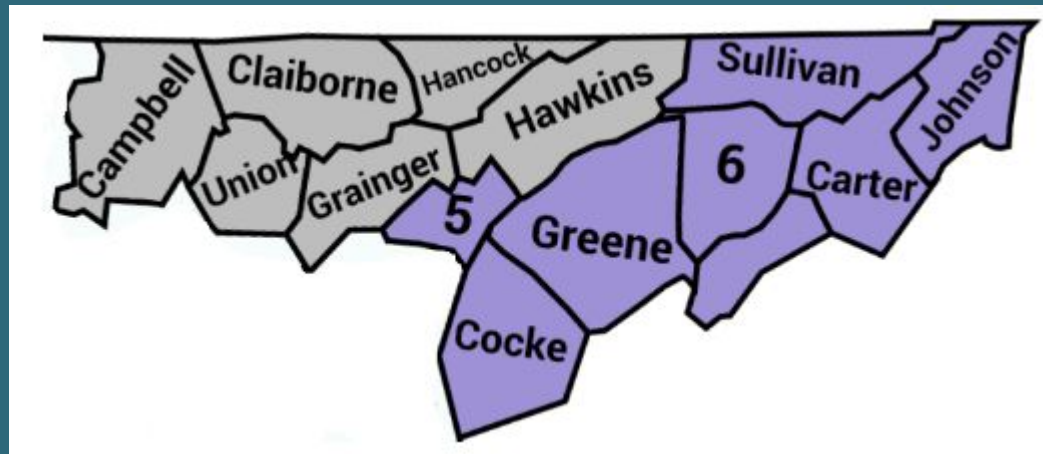 Campbell
Claiborne
Hancock
Hawkins
Sullivan
Johnson
Union
Grainger
5
Greene
6
Carter
Cocke